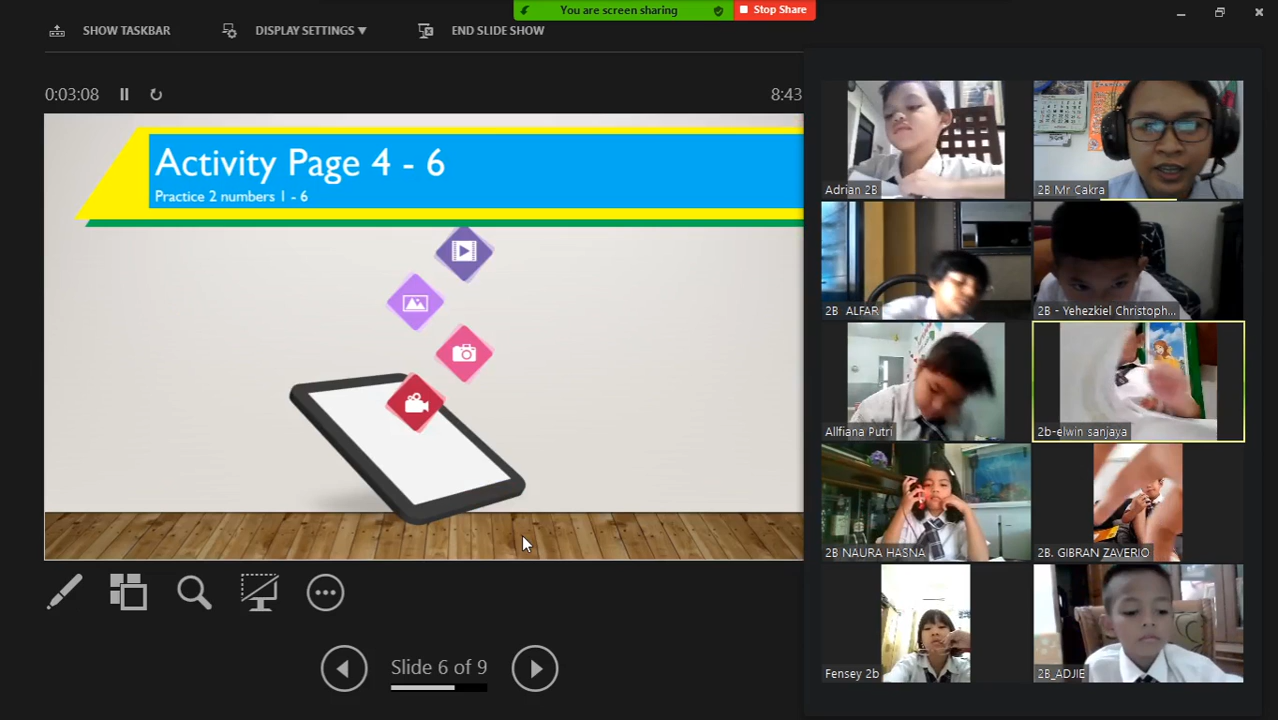 You are screen sharing
Stop Share
SHOW TASKBAR
DISPLAY SETTINGS
END SLIDE SHOW
0:03:08
8:43
Activity Page 4 - 6
Practice 2 numbers 1 - 6
Adrian 2B
2B Mr Cakra
2B ALFAR
2B - Yehezkiel Christoph...
Allfiana Putri
2b-elwin sanjaya
2B NAURA HASNA
2B. GIBRAN ZAVERIO
Fensey 2b
2B_ADJIE
Slide 6 of 9